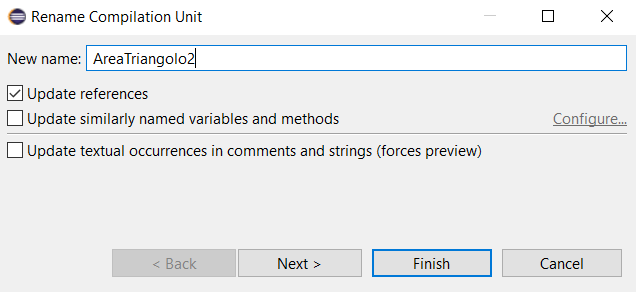 Rename Compilation Unit
New name: AreaTriangolo2
Update references
Update similarly named variables and methods Configure...
Update textual occurrences in comments and strings (forces preview)
< Back Next > Finish Cancel